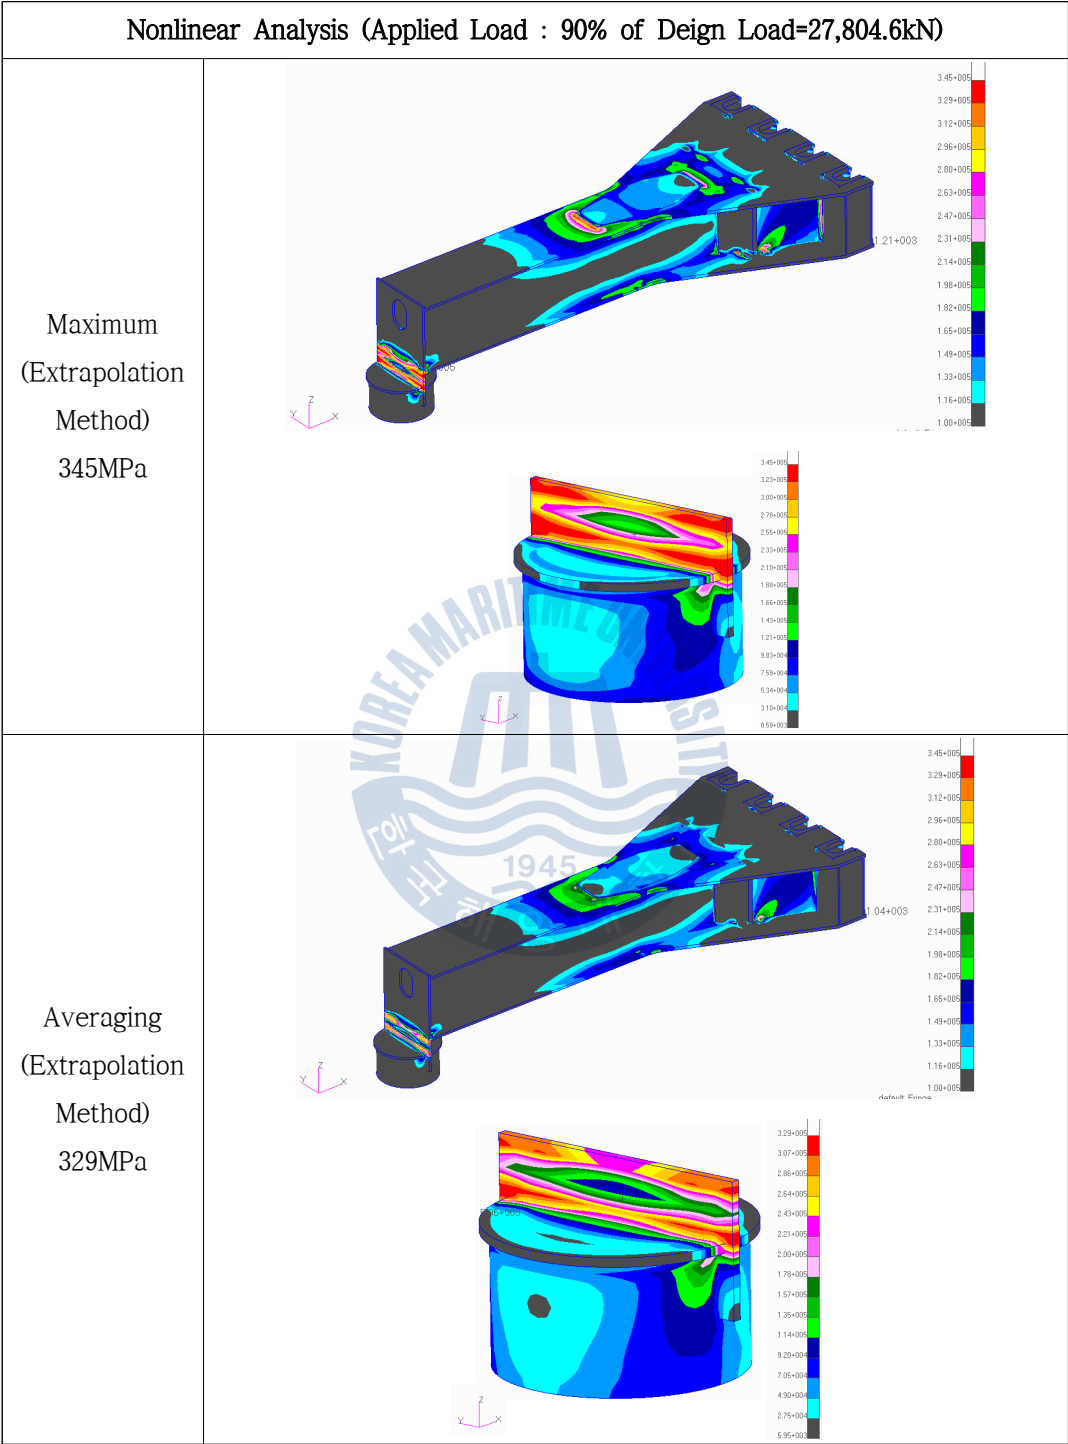 Nonlinear Analysis (Applied Load : 90% of Deign Load=27,804.6kN)
Maximum
(Extrapolation
Method)
345MPa
3.45+005
3.29+005
3.12+005
2.96+005
2.80+005
2.63+005
2.47+005
2.31+005
2.14+005
1.98+005
1.82+005
1.65+005
1.49+005
1.33+005
1.16+005
1.00+005
1.21+003
Z
Y
X
3.45+005
3.23+005
3.00+005
2.78+005
2.55+005
2.33+005
2.10+005
1.88+005
1.66+005
1.43+005
1.21+005
9.83+004
7.59+004
5.34+004
3.10+004
8.59+003
Z
Y
X
KOREA MARITIME
1945
Averaging
(Extrapolation
Method)
329MPa
3.45+005
3.29+005
3.12+005
2.96+005
2.80+005
2.63+005
2.47+005
2.31+005
2.14+005
1.98+005
1.82+005
1.65+005
1.49+005
1.33+005
1.16+005
1.00+005
1.04+003
Z
Y
X
default_Fringe :
3.29+005
3.07+005
2.86+005
2.64+005
2.43+005
2.21+005
2.00+005
1.78+005
1.57+005
1.35+005
1.14+005
9.20+004
7.05+004
4.90+004
2.75+004
5.95+003
Z
Y
X